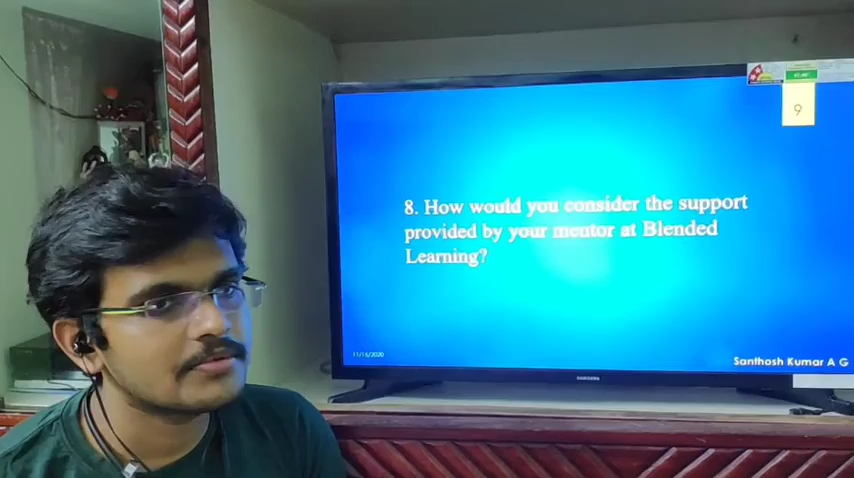 9
8. How would you consider the support
provided by your mentor at Blended
Learning?
11/16/2020
Santhosh Kumar A G
SAMSUNG